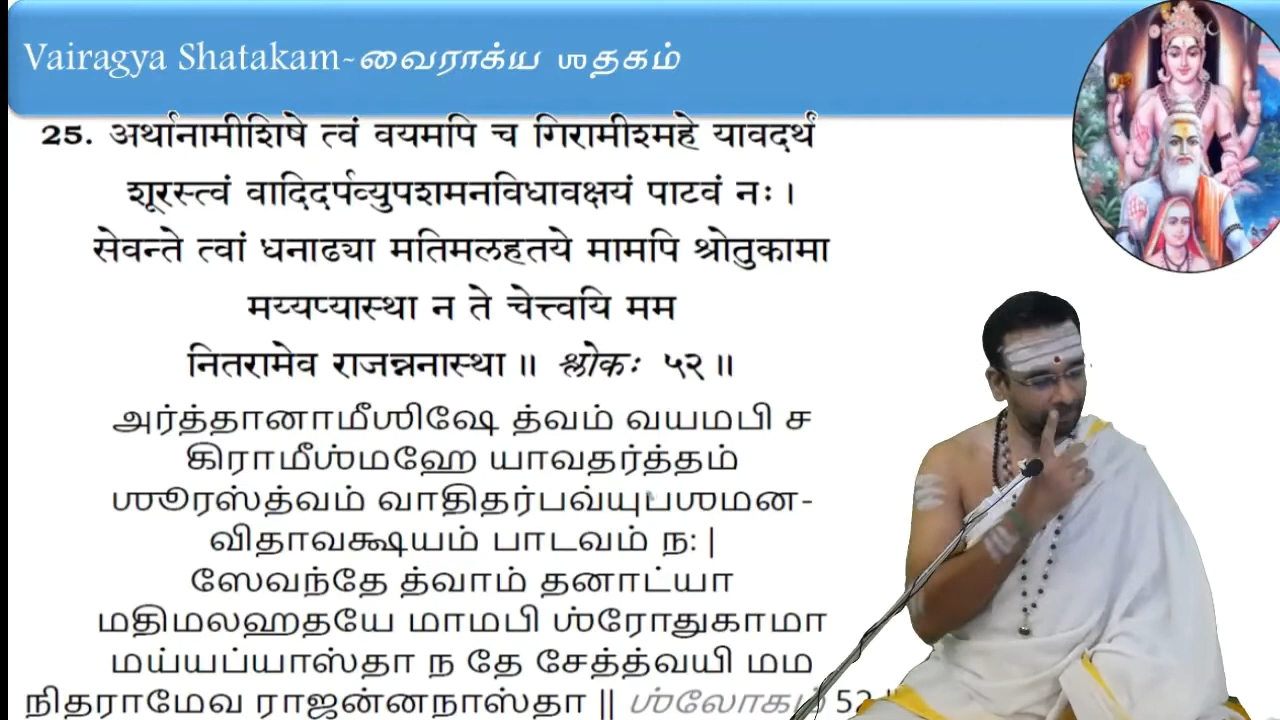 Vairagya Shatakam-வைராக்ய ஶதகம்
25. अर्थानामीशिषे त्वं वयमपि च गिरामीश्महे यावदर्थं
शूरस्त्वं वादिदर्पव्युपशमनविधावक्षयं पाटवं नः ।
सेवन्ते त्वां धनाढ्या मतिमलहतये मामपि श्रोतुकामा
मय्यप्यास्था न ते चेत्त्वयि मम
नितरामेव राजन्ननास्था ॥ श्लोकः ५२ ॥
அர்த்தானாமீஶிஷே த்வம் வயமபி ச
கிராமீஶ்மஹே யாவதர்த்தம்
ஶூரஸ்த்வம் வாதிதர்பவ்யுபஶமன-
விதாவக்ஷயம் பாடவம் ந: |
ஸேவந்தே த்வாம் தனாட்யா
மதிமலஹதயே மாமபி ஶ்ரோதுகாமா
மய்யப்யாஸ்தா ந தே சேத்த்வயி மம
நிதராமேவ ராஜன்னநாஸ்தா || ஶ்லோகம் 52